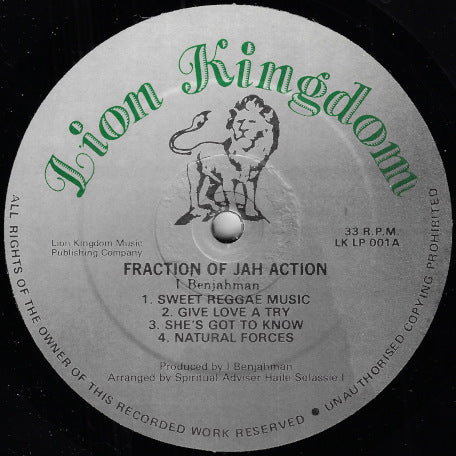 Lion Kingdom
33 R.P.M.
LK LP 001A
Lion Kingdom Music
Publishing Company
FRACTION OF JAH ACTION
I Benjahman
1. SWEET REGGAE MUSIC
2. GIVE LOVE A TRY
3. SHE'S GOT TO KNOW
4. NATURAL FORCES
Produced by I Benjahman
Arranged by Spiritual Adviser Haile Selassie I
ALL RIGHTS OF THE OWNER OF THIS RECORDED WORK RESERVED ● UNAUTHORISED COPYING PROHIBITED